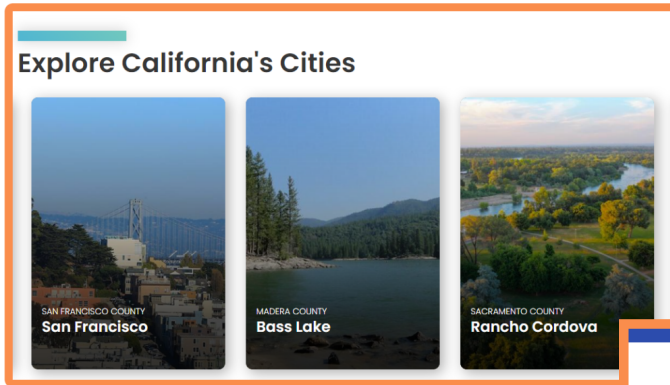 Explore California's Cities
SAN FRANCISCO COUNTY
San Francisco
MADERA COUNTY
Bass Lake
SACRAMENTO COUNTY
Rancho Cordova